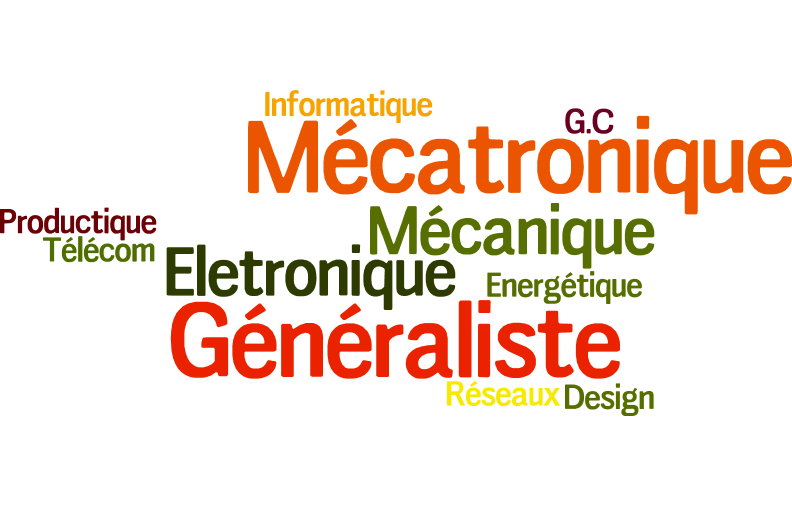 Informatique
G.C
Mécatronique
Productique
Mécanique
Télécom
Eletronique
Energétique
Généraliste
Réseaux
Design